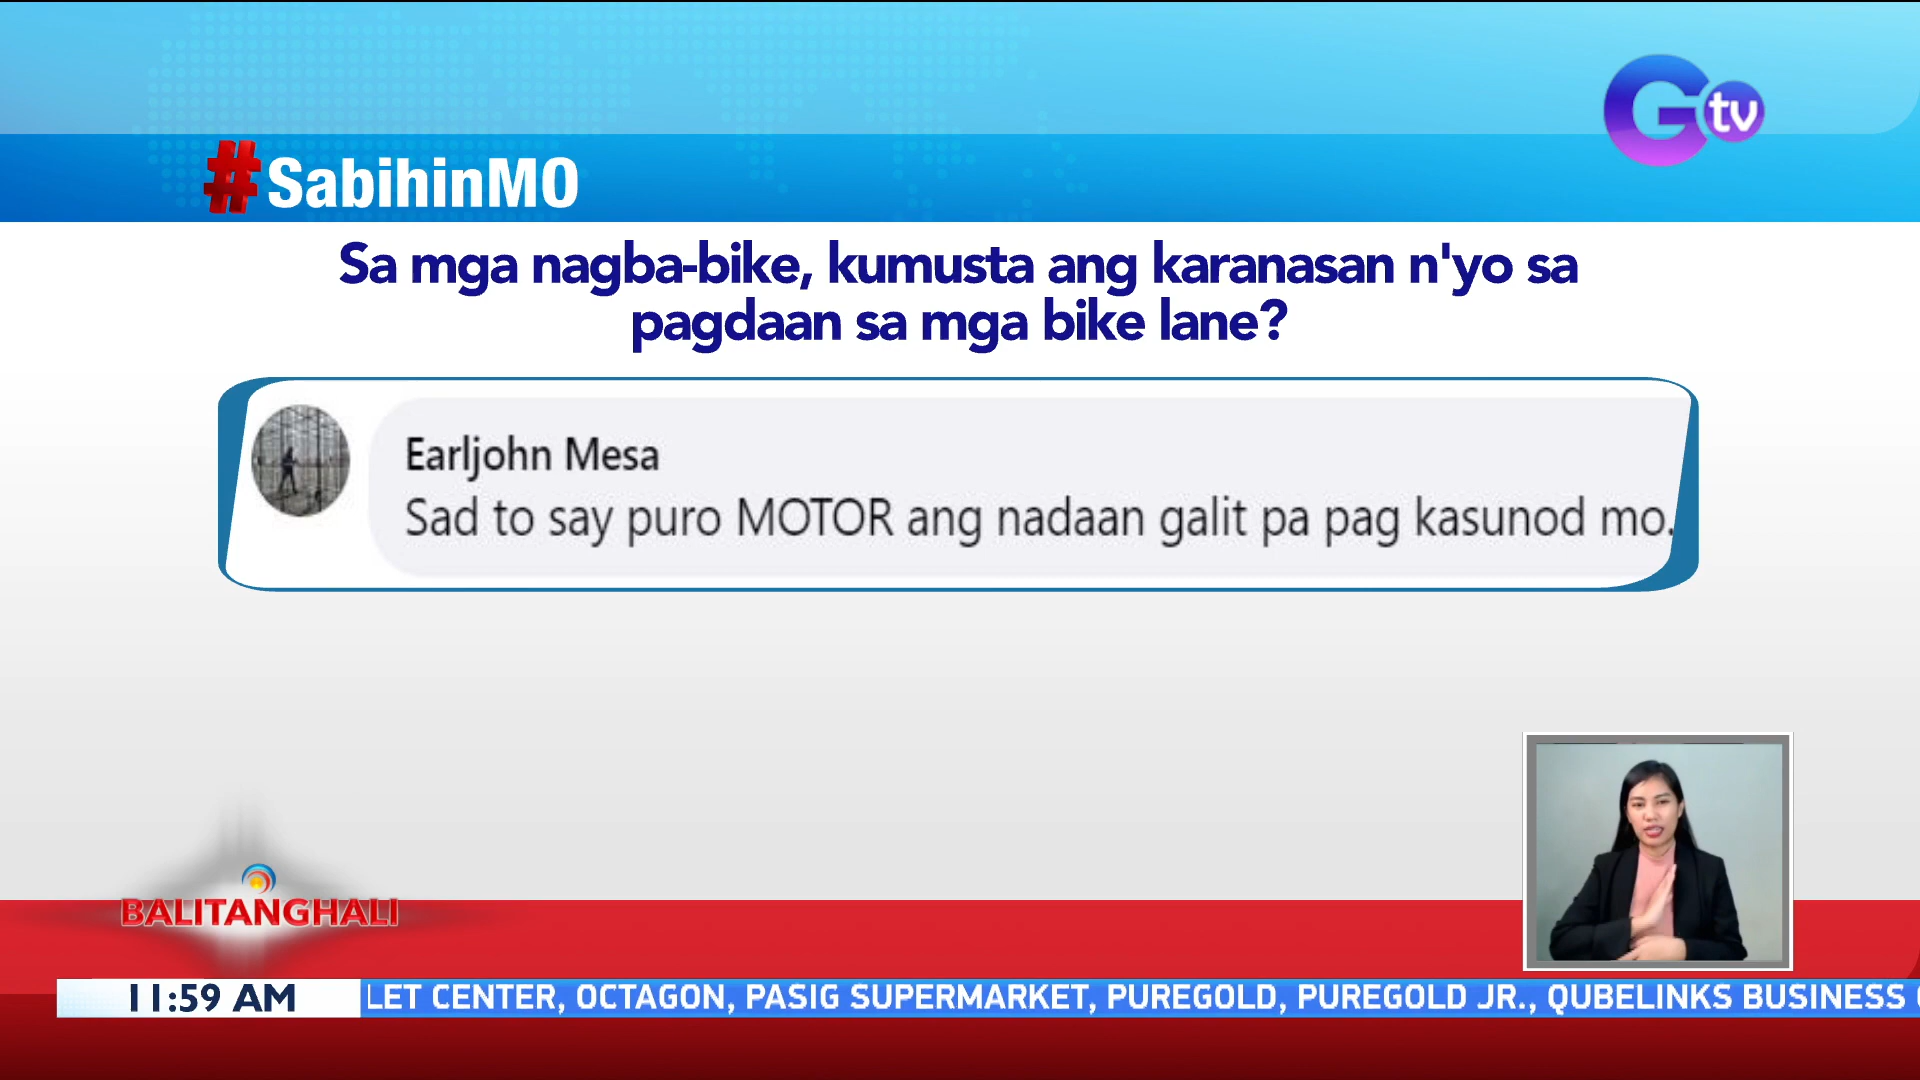 G tv
#SabihinMO
Sa mga nagba-bike, kumusta ang karanasan n'yo sa
pagdaan sa mga bike lane?
Earljohn Mesa
Sad to say puro MOTOR ang nadaan galit pa pag kasunod mo.
BALITANGHALI
11:59 AM
LET CENTER, OCTAGON, PASIG SUPERMARKET, PUREGOLD, PUREGOLD JR., QUBELINKS BUSINESS